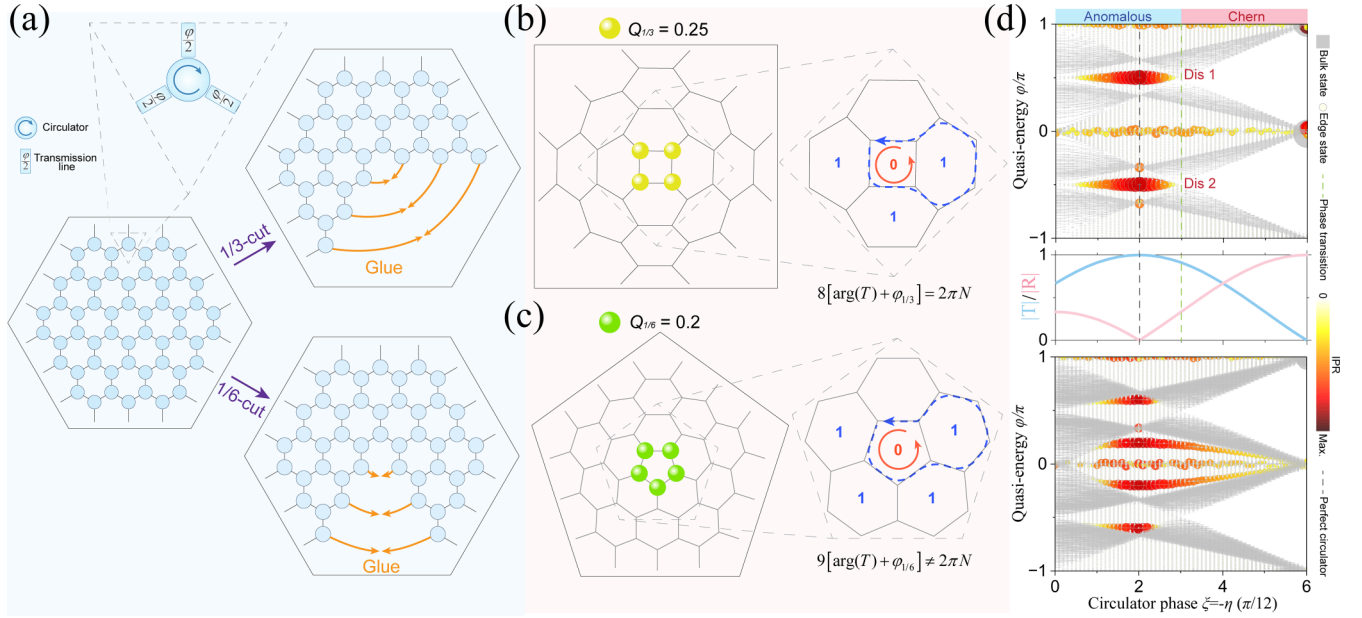 (a)
φ/2
φ/2
φ/2
Circulator
φ/2
Transmission
line
1/3-cut
Glue
1/6-cut
Glue
(b)
Q1/3 = 0.25
1
0
1
1
8[arg(T)+φ1/3]=2πN
(c)
Q1/6 = 0.2
1
1
0
1
1
9[arg(T)+φ1/6]≠2πN
(d)
Anomalous
Chern
Quasi-energy φ/π
1
0
−1
Dis 1
Dis 2
|T|/|R|
1
0
Quasi-energy φ/π
1
0
−1
0
2
4
6
Circulator phase ξ=-η (π/12)
Bulk state
Edge state
Phase transistion
0
IPR
Max.
Perfect circulator